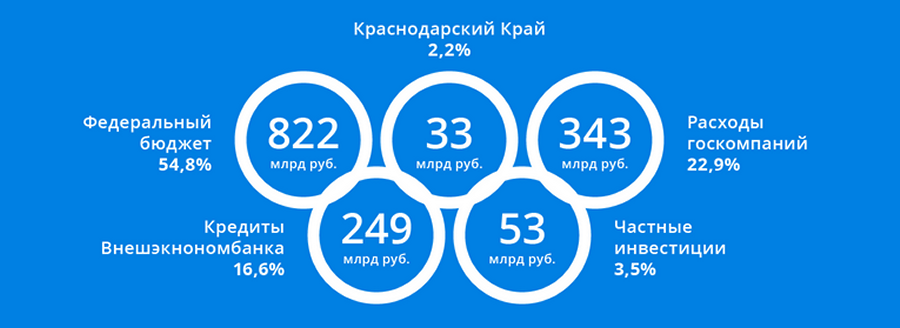 Краснодарский Край
2,2%
Федеральный
бюджет
54,8%
822
млрд руб.
33
млрд руб.
343
млрд руб.
Расходы
госкомпаний
22,9%
Кредиты
Внешэкнономбанка
16,6%
249
млрд руб.
53
млрд руб.
Частные
инвестиции
3,5%